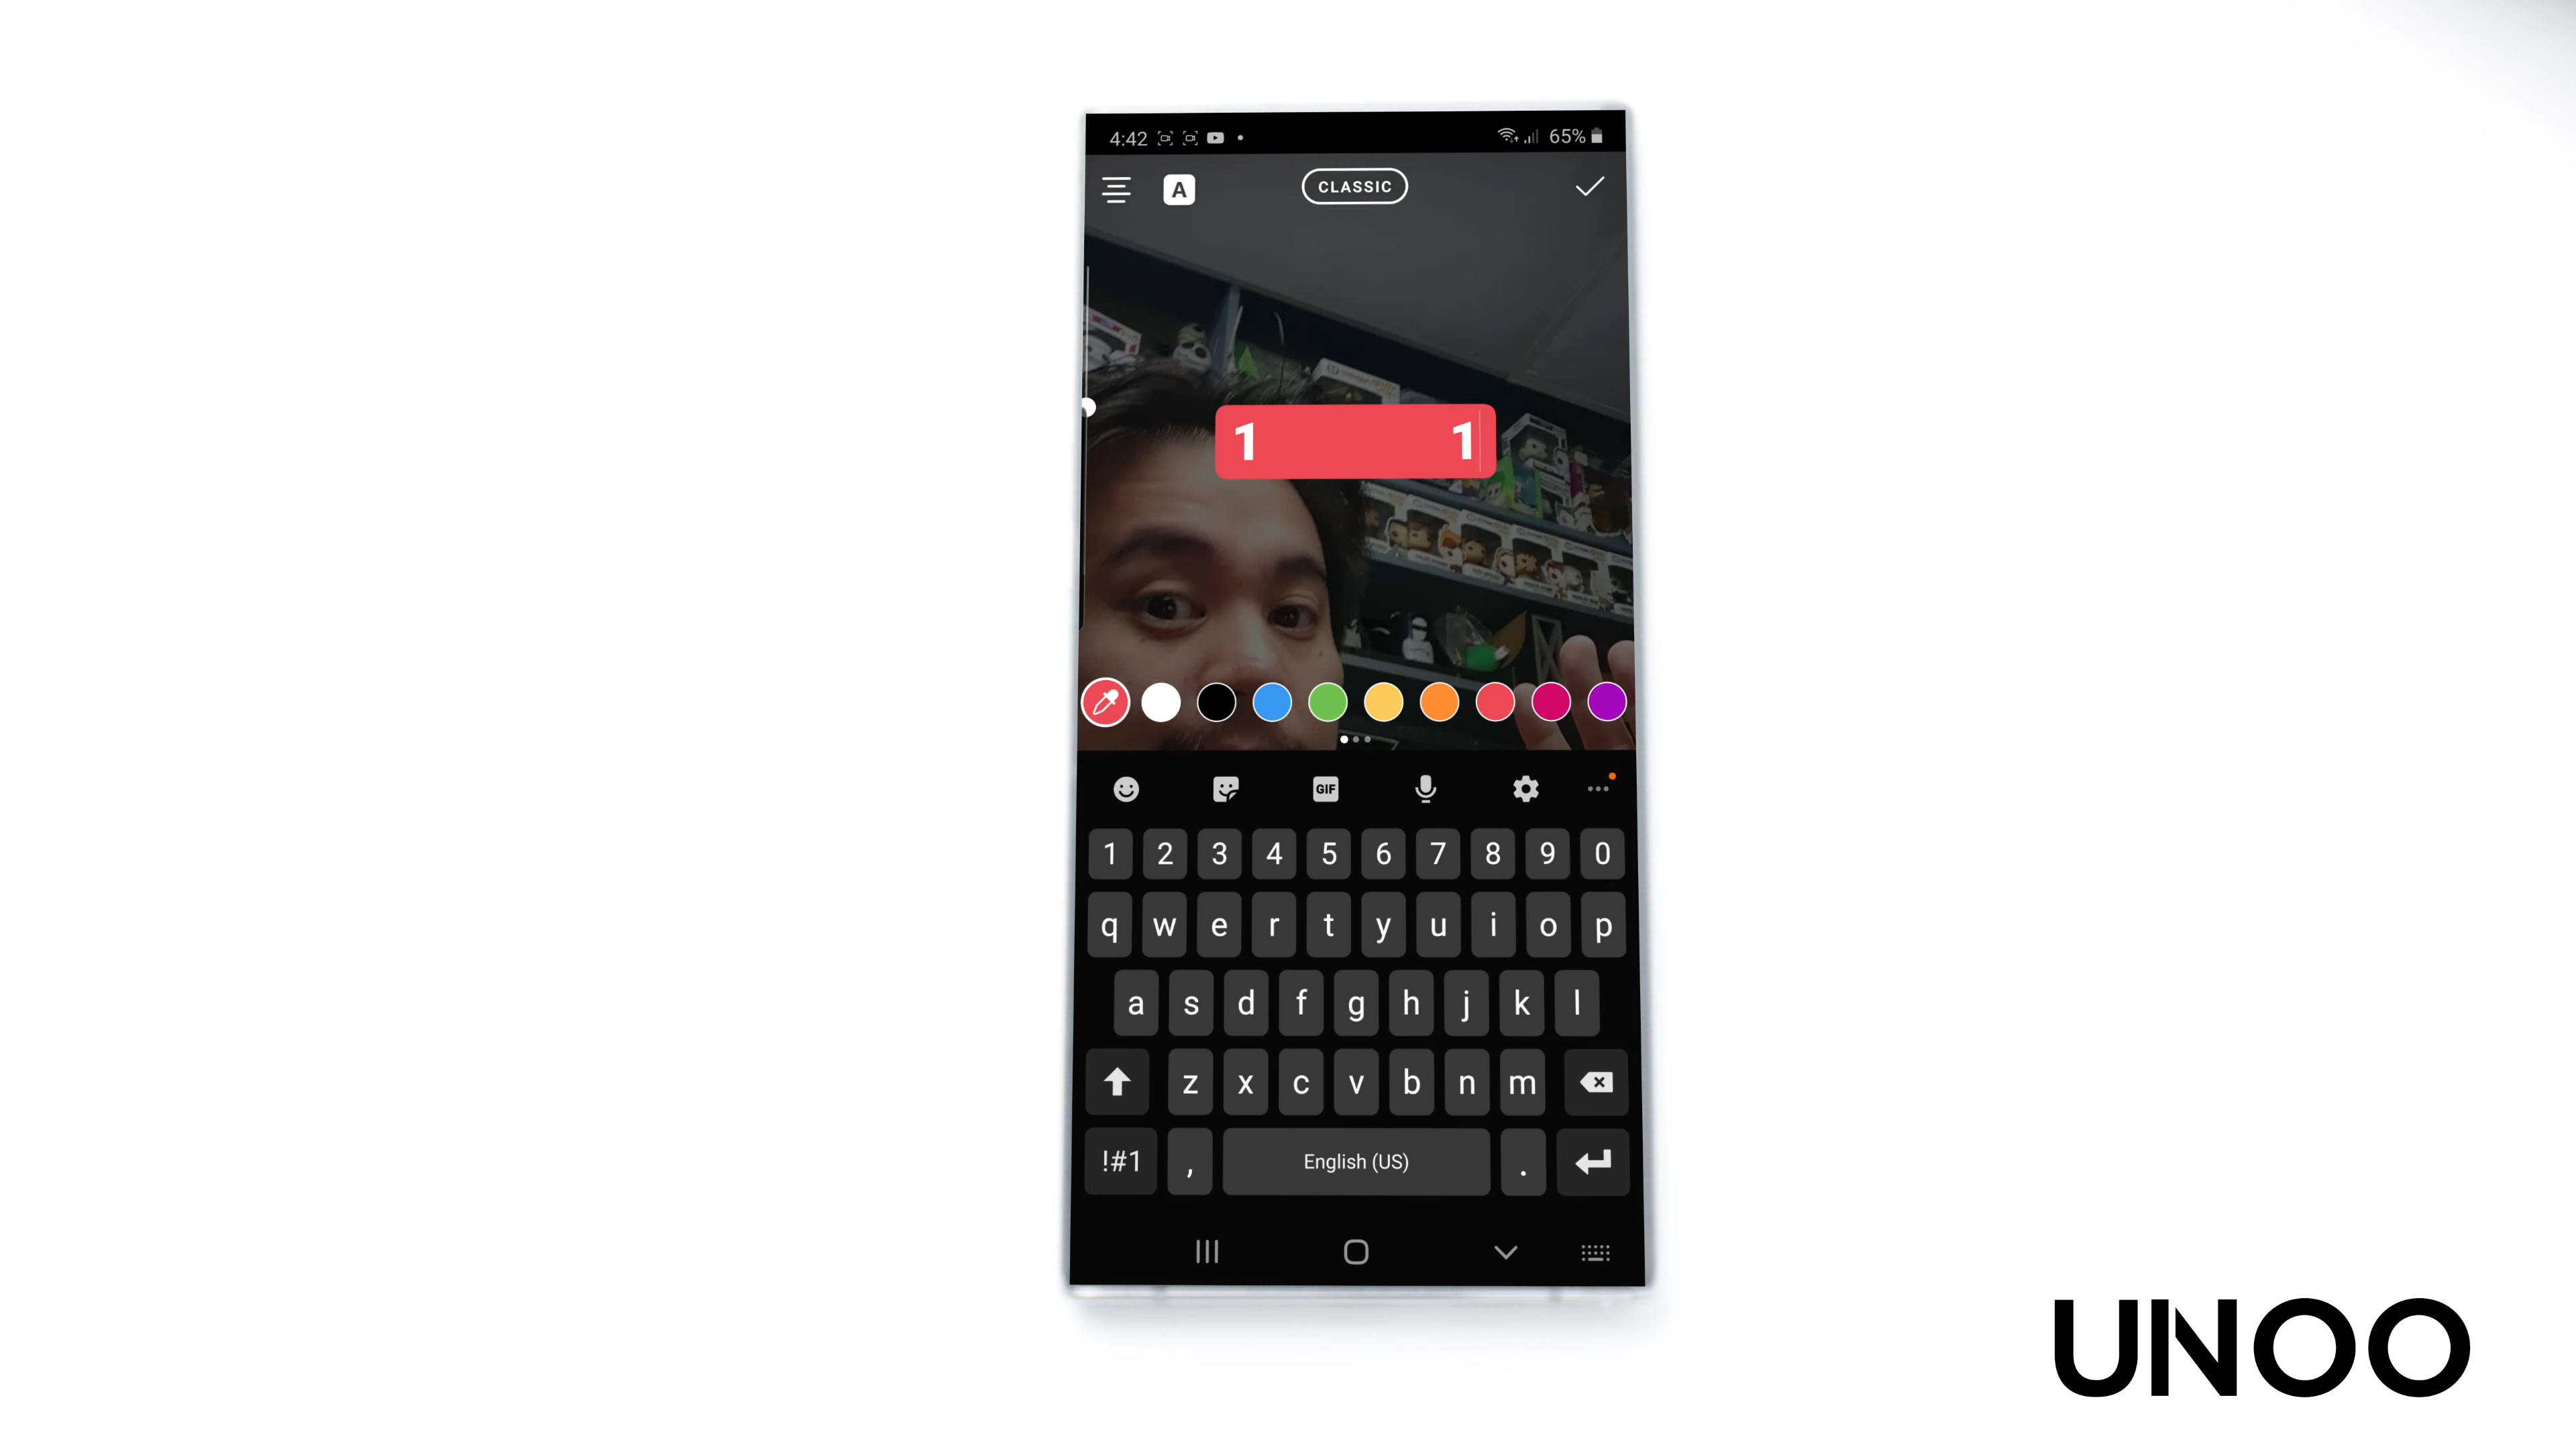 4:42 65%
A CLASSIC
1 1
GIF
1 2 3 4 5 6 7 8 9 0
q w e r t y u i o p
a s d f g h j k l
z x c v b n m
!#1 , English (US) .
UNOO